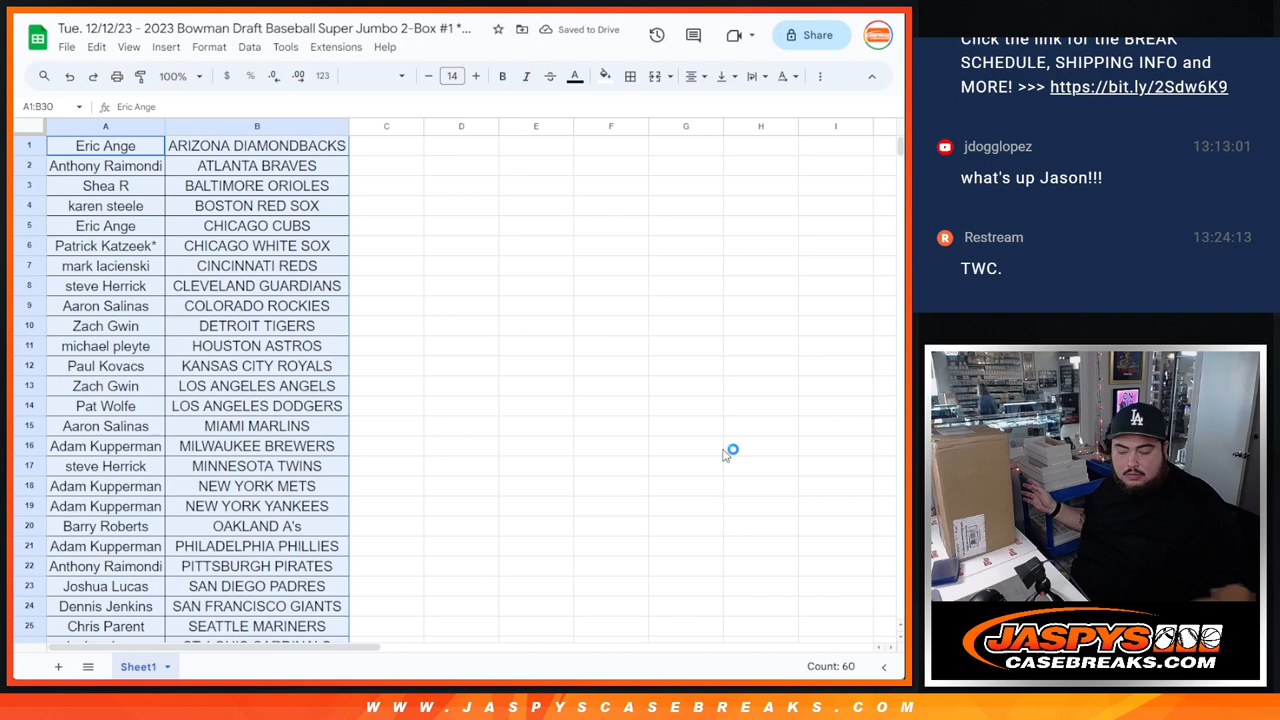 Tue. 12/12/23 - 2023 Bowman Draft Baseball Super Jumbo 2-Box #1 *...
Saved to Drive
Share
File Edit View Insert Format Data Tools Extensions Help
100% $ % .0 .00 123 14 B I A
A1:B30 fx Eric Ange
A B C D E F G H I
1 Eric Ange ARIZONA DIAMONDBACKS
2 Anthony Raimondi ATLANTA BRAVES
3 Shea R BALTIMORE ORIOLES
4 karen steele BOSTON RED SOX
5 Eric Ange CHICAGO CUBS
6 Patrick Katzeek* CHICAGO WHITE SOX
7 mark lacienski CINCINNATI REDS
8 steve Herrick CLEVELAND GUARDIANS
9 Aaron Salinas COLORADO ROCKIES
10 Zach Gwin DETROIT TIGERS
11 michael pleyte HOUSTON ASTROS
12 Paul Kovacs KANSAS CITY ROYALS
13 Zach Gwin LOS ANGELES ANGELS
14 Pat Wolfe LOS ANGELES DODGERS
15 Aaron Salinas MIAMI MARLINS
16 Adam Kupperman MILWAUKEE BREWERS
17 steve Herrick MINNESOTA TWINS
18 Adam Kupperman NEW YORK METS
19 Adam Kupperman NEW YORK YANKEES
20 Barry Roberts OAKLAND A's
21 Adam Kupperman PHILADELPHIA PHILLIES
22 Anthony Raimondi PITTSBURGH PIRATES
23 Joshua Lucas SAN DIEGO PADRES
24 Dennis Jenkins SAN FRANCISCO GIANTS
25 Chris Parent SEATTLE MARINERS
ST. LOUIS CARDINALS
Sheet1
Count: 60
Click the link for the BREAK
SCHEDULE, SHIPPING INFO and
MORE! >>> https://bit.ly/2Sdw6K9
jdogglopez 13:13:01
what's up Jason!!!
Restream 13:24:13
TWC.
LA
JASPYS
CASEBREAKS.COM
WWW.JASPYSCASEBREAKS.COM